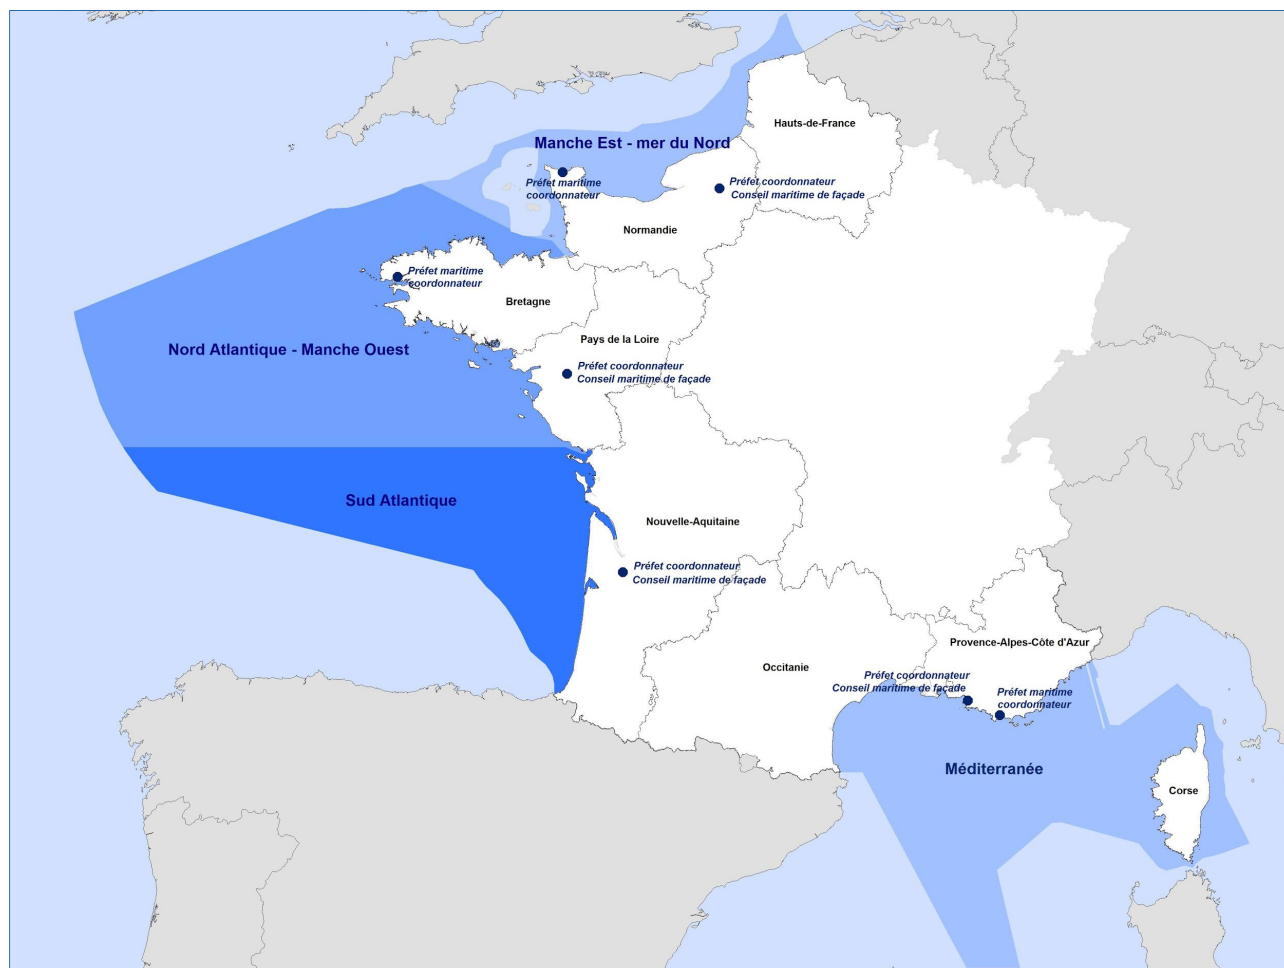 Hauts-de-France
Manche Est - mer du Nord
Préfet maritime
coordonnateur
Préfet coordonnateur
Conseil maritime de façade
Normandie
Préfet maritime
coordonnateur
Bretagne
Pays de la Loire
Nord Atlantique - Manche Ouest
Préfet coordonnateur
Conseil maritime de façade
Sud Atlantique
Nouvelle-Aquitaine
Préfet coordonnateur
Conseil maritime de façade
Provence-Alpes-Côte d'Azur
Occitanie
Préfet coordonnateur
Conseil maritime de façade
Préfet maritime
coordonnateur
Méditerranée
Corse